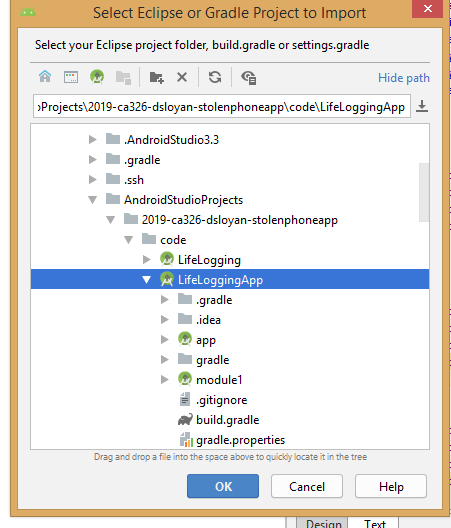 Select Eclipse or Gradle Project to Import
Select your Eclipse project folder, build.gradle or settings.gradle
Hide path
Projects\2019-ca326-dsloyan-stolenphoneapp\code\LifeLoggingApp
.AndroidStudio3.3
.gradle
.ssh
AndroidStudioProjects
2019-ca326-dsloyan-stolenphoneapp
code
LifeLogging
LifeLoggingApp
.gradle
.idea
app
gradle
module1
.gitignore
build.gradle
gradle.properties
Drag and drop a file into the space above to quickly locate it in the tree
OK Cancel Help
Design Text